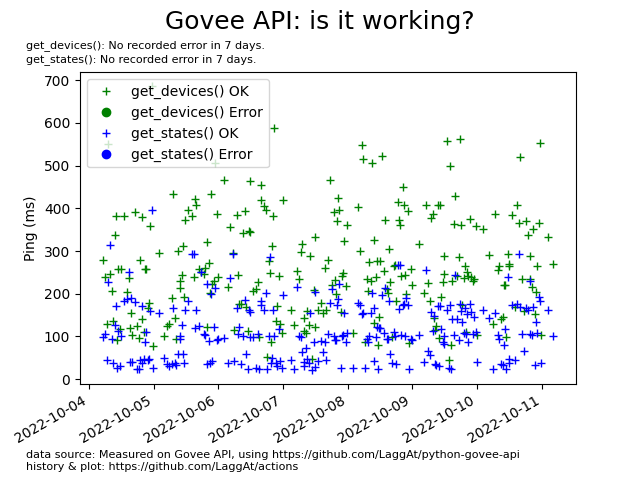 Govee API: is it working?
get_devices(): No recorded error in 7 days.
get_states(): No recorded error in 7 days.
get_devices() OK
get_devices() Error
get_states() OK
get_states() Error
Ping (ms)
700
600
500
400
300
200
100
0
2022-10-04
2022-10-05
2022-10-06
2022-10-07
2022-10-08
2022-10-09
2022-10-10
2022-10-11
data source: Measured on Govee API, using https://github.com/LaggAt/python-govee-api
history & plot: https://github.com/LaggAt/actions